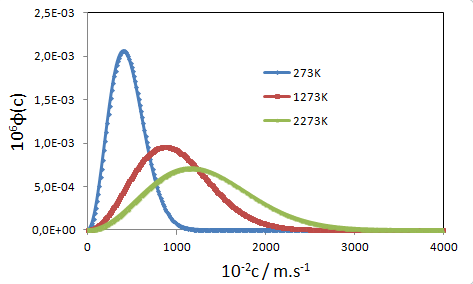 2,5E-03
2,0E-03
1,5E-03
1,0E-03
5,0E-04
0,0E+00
10⁶ϕ(c)
273K
1273K
2273K
0
1000
2000
3000
4000
10⁻²c / m.s⁻¹